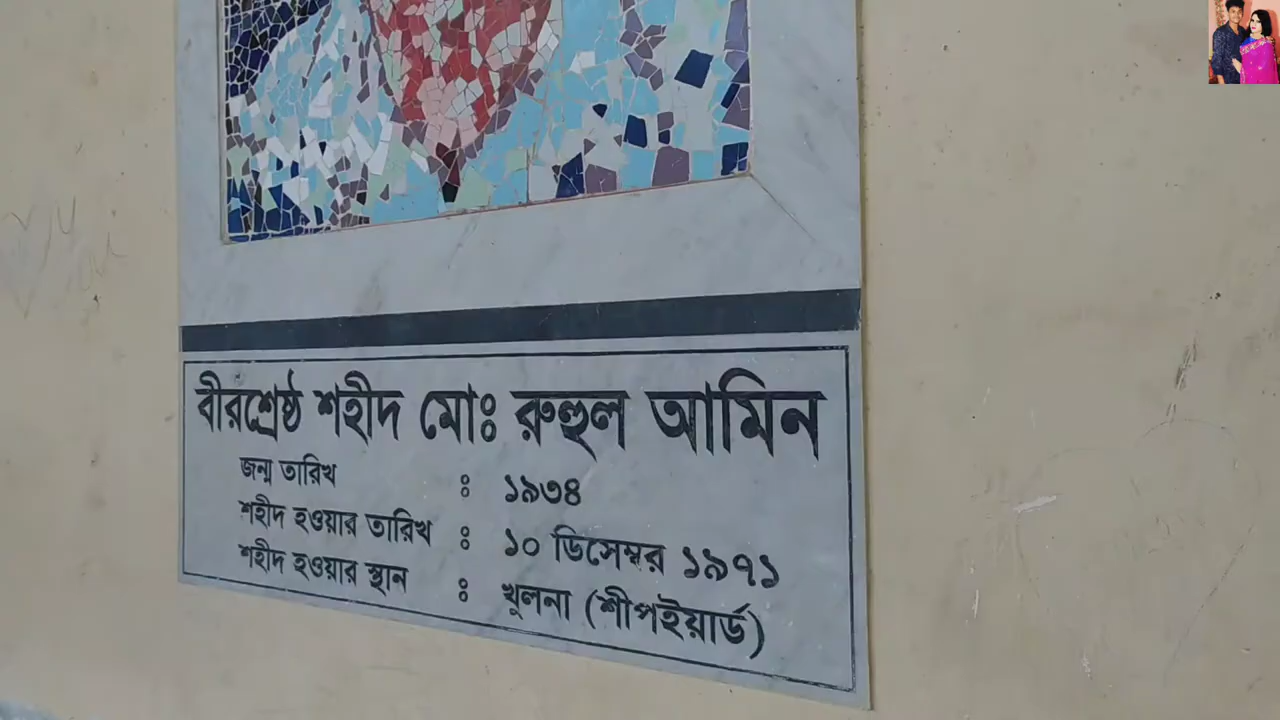 বীরশ্রেষ্ঠ শহীদ মোঃ রুহুল আমিন
জন্ম তারিখ : ১৯৩৪
শহীদ হওয়ার তারিখ : ১০ ডিসেম্বর ১৯৭১
শহীদ হওয়ার স্থান : খুলনা (শীপইয়ার্ড)